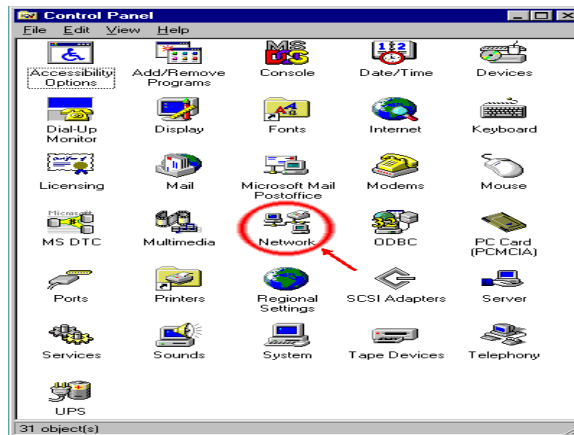 Control Panel
File Edit View Help
Accessibility Options
Add/Remove Programs
Console
Date/Time
Devices
Dial-Up Monitor
Display
Fonts
Internet
Keyboard
Licensing
Mail
Microsoft Mail Postoffice
Modems
Mouse
MS DTC
Multimedia
Network
ODBC
PC Card (PCMCIA)
Ports
Printers
Regional Settings
SCSI Adapters
Server
Services
Sounds
System
Tape Devices
Telephony
UPS
31 object(s)